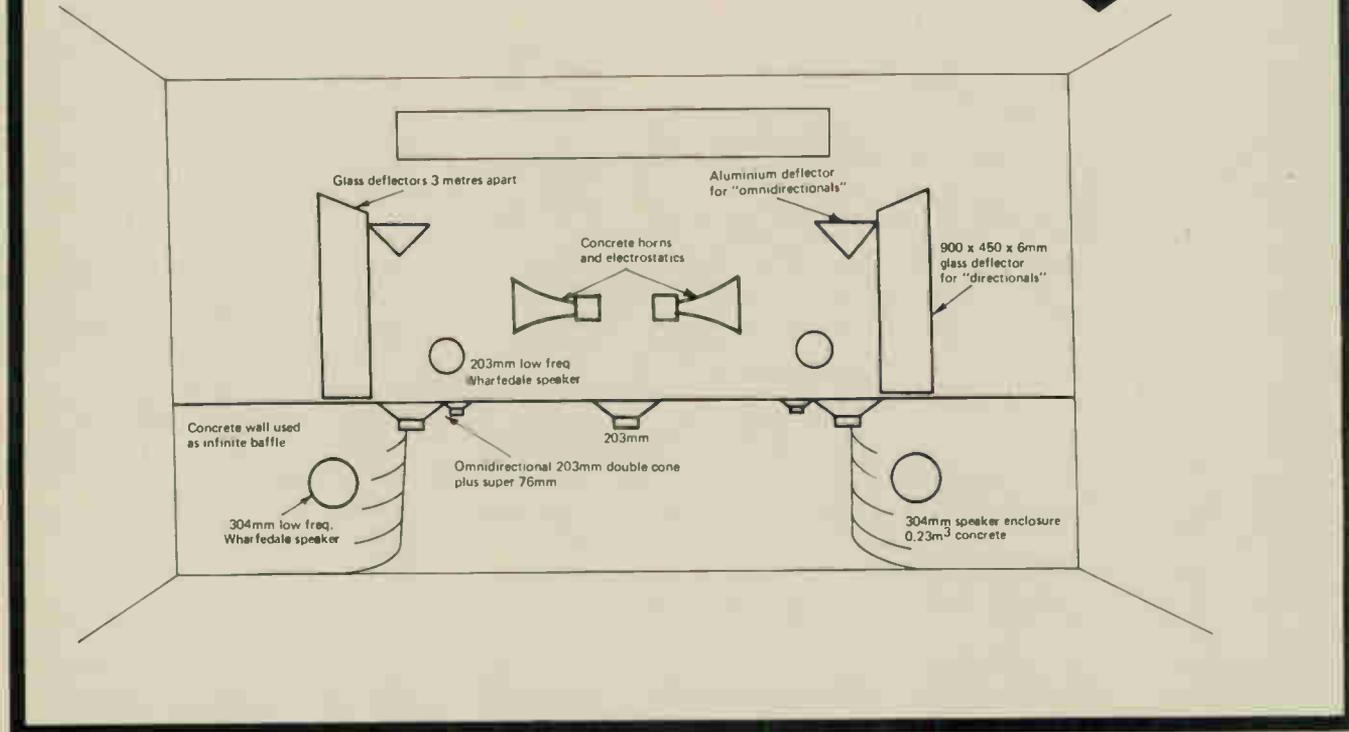 Glass deflectors 3 metres apart
Aluminium deflector
for "omnidirectionals"
Concrete horns
and electrostatics
900 x 450 x 6mm
glass deflector
for "directionals"
203mm low freq
Wharfedale speaker
Concrete wall used
as infinite baffle
203mm
Omnidirectional 203mm double cone
plus super 76mm
304mm low freq.
Wharfedale speaker
304mm speaker enclosure
0.23m³ concrete